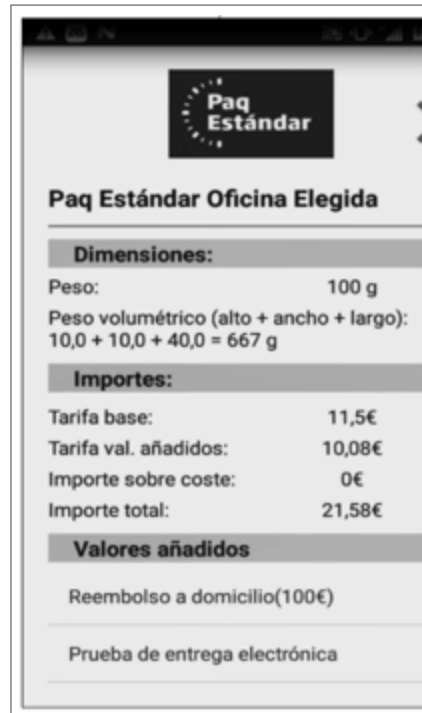 Paq
Estándar
Paq Estándar Oficina Elegida
Dimensiones:
Peso: 100 g
Peso volumétrico (alto + ancho + largo):
10,0 + 10,0 + 40,0 = 667 g
Importes:
Tarifa base: 11,5€
Tarifa val. añadidos: 10,08€
Importe sobre coste: 0€
Importe total: 21,58€
Valores añadidos
Reembolso a domicilio(100€)
Prueba de entrega electrónica